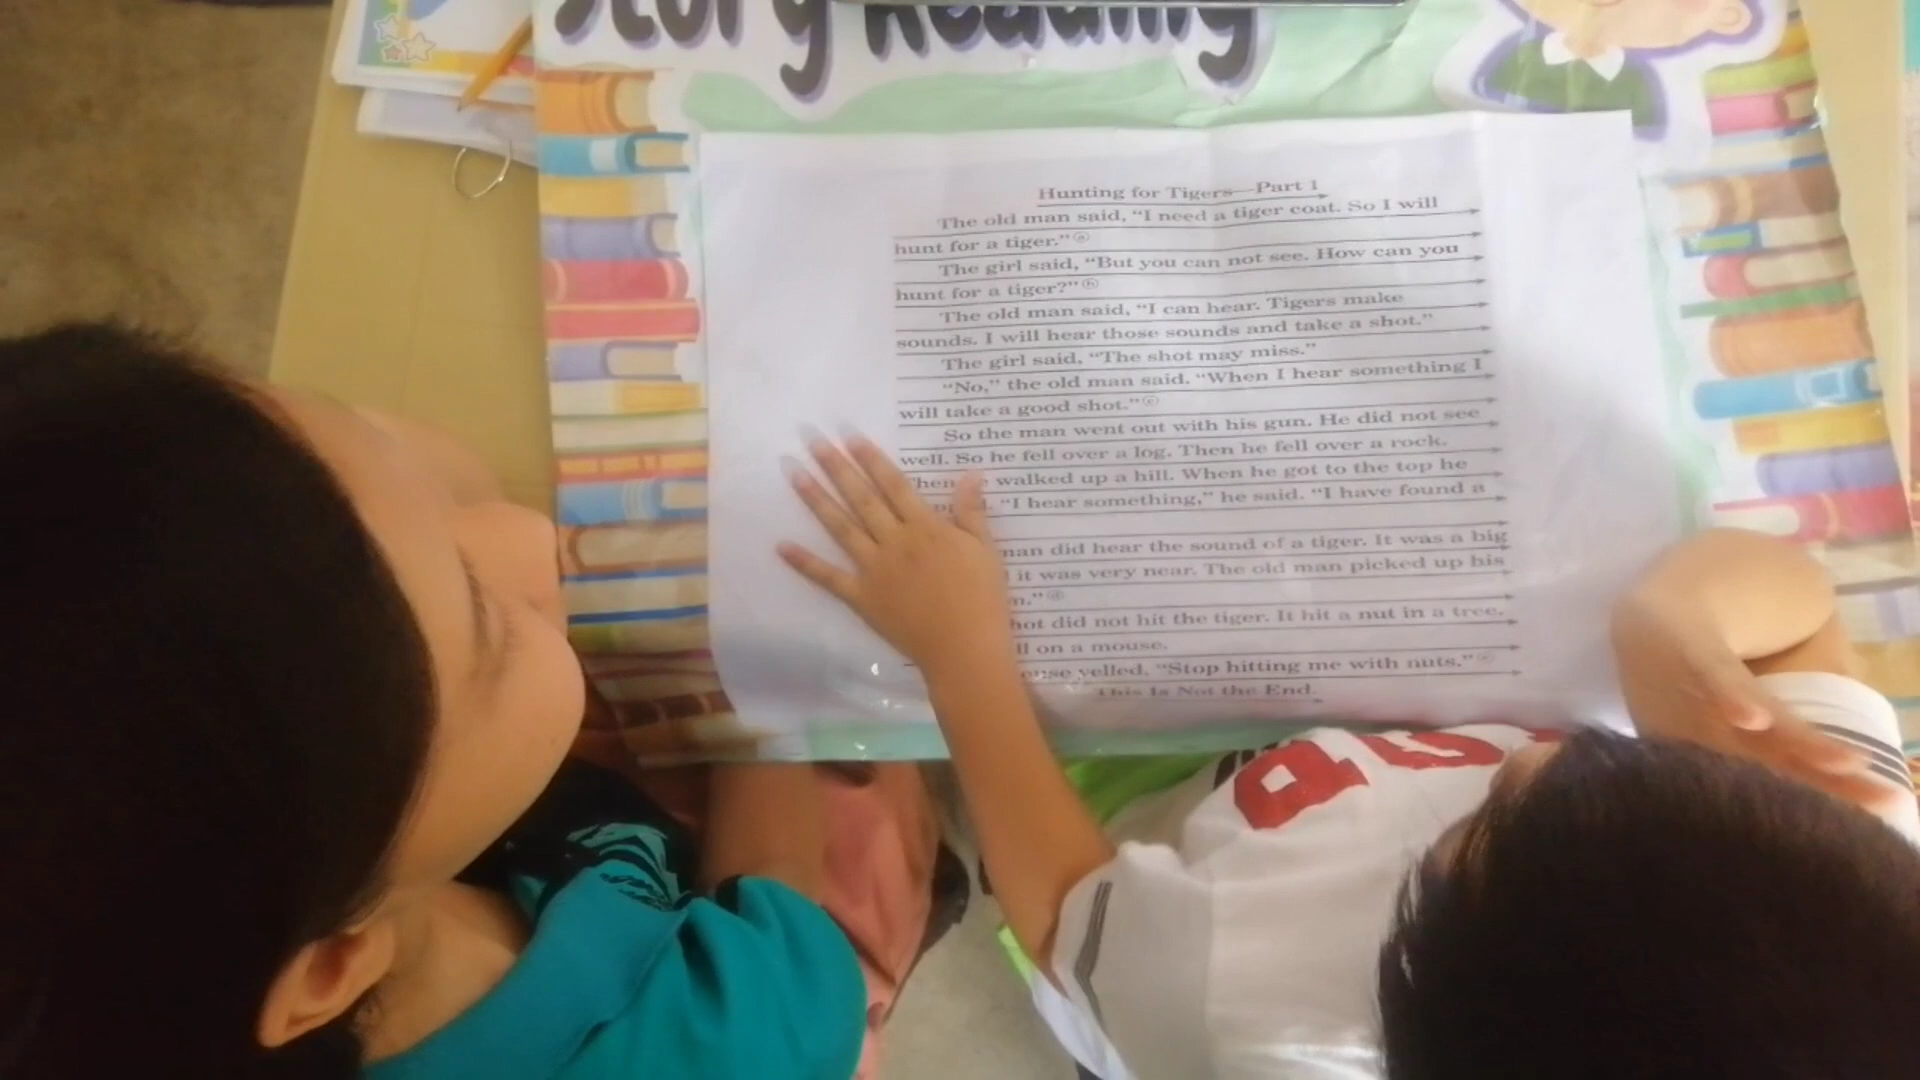 Story Reading
Hunting for Tigers—Part 1
The old man said, “I need a tiger coat. So I will
hunt for a tiger.” ⓐ
The girl said, “But you can not see. How can you
hunt for a tiger?” ⓑ
The old man said, “I can hear. Tigers make
sounds. I will hear those sounds and take a shot.”
The girl said, “The shot may miss.”
“No,” the old man said. “When I hear something I
will take a good shot.” ⓒ
So the man went out with his gun. He did not see
well. So he fell over a log. Then he fell over a rock.
Then walked up a hill. When he got to the top he
“I hear something,” he said. “I have found a
man did hear the sound of a tiger. It was a big
it was very near. The old man picked up his
n.” ⓓ
hot did not hit the tiger. It hit a nut in a tree.
ll on a mouse.
ouse yelled, “Stop hitting me with nuts.” ⓔ
This Is Not the End.